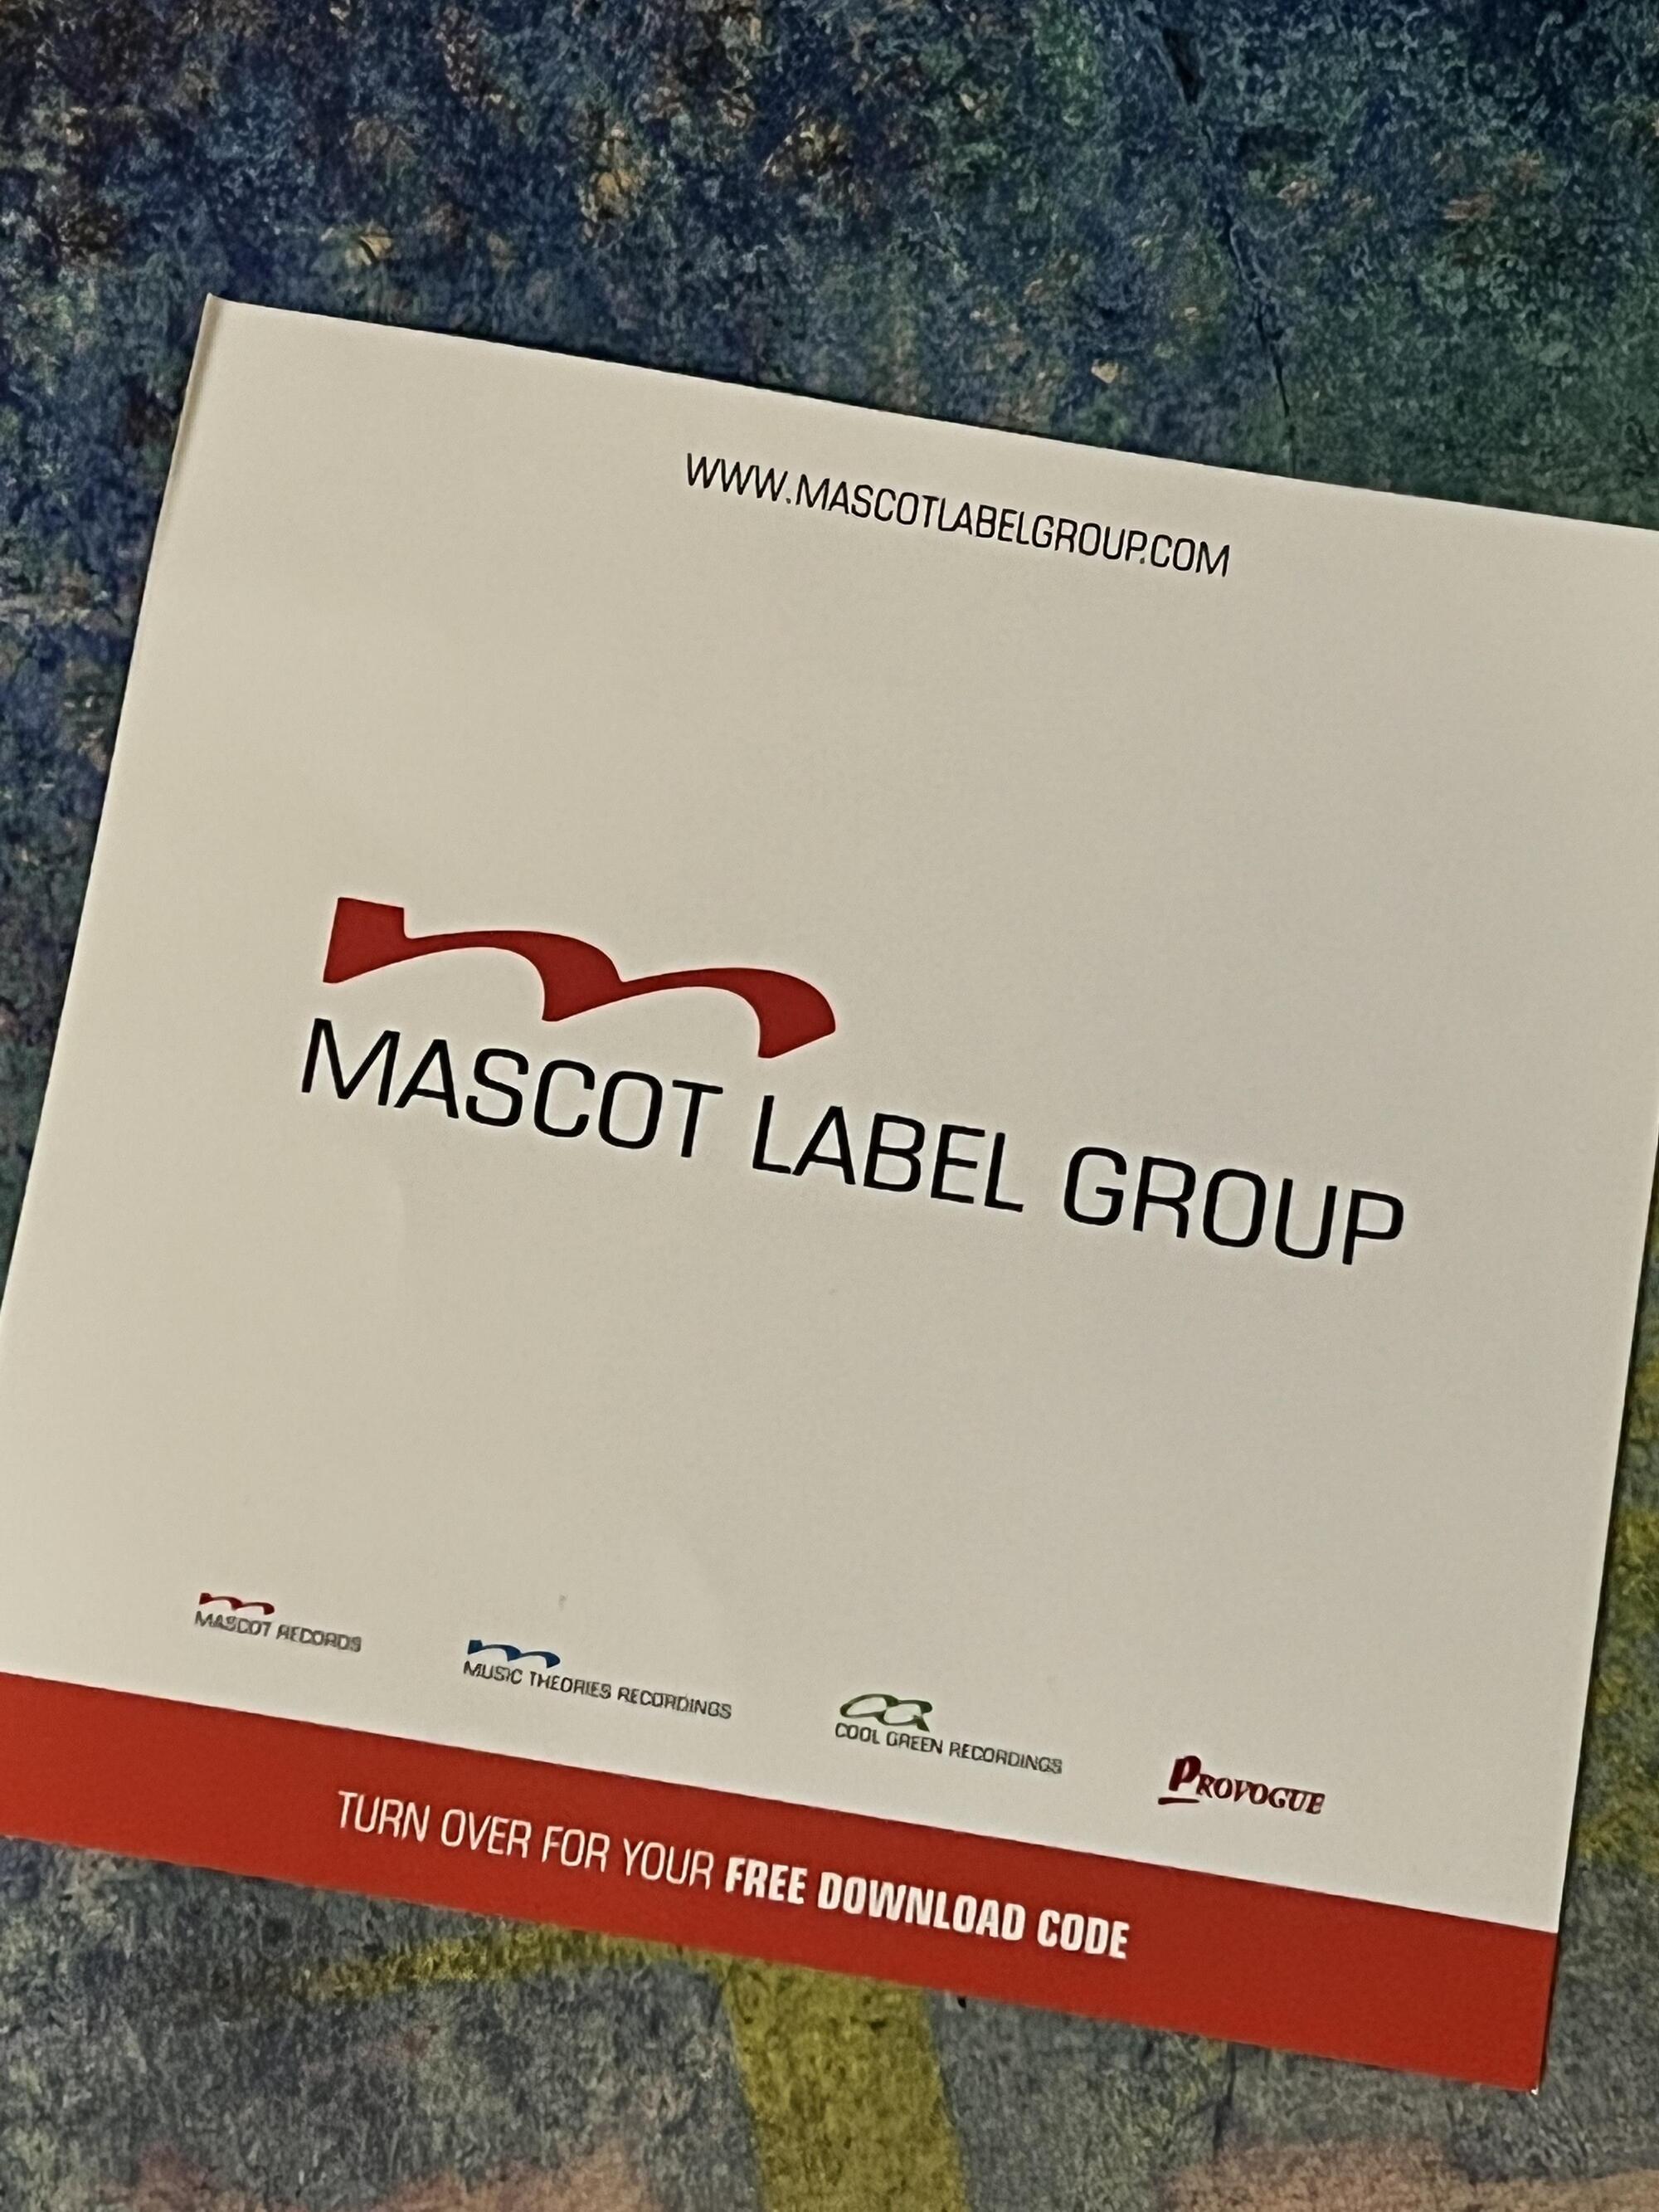 WWW.MASCOTLABELGROUP.COM
MASCOT LABEL GROUP
MASCOT RECORDS
MUSIC THEORIES RECORDINGS
COOL GREEN RECORDINGS
PROVOGUE
TURN OVER FOR YOUR FREE DOWNLOAD CODE